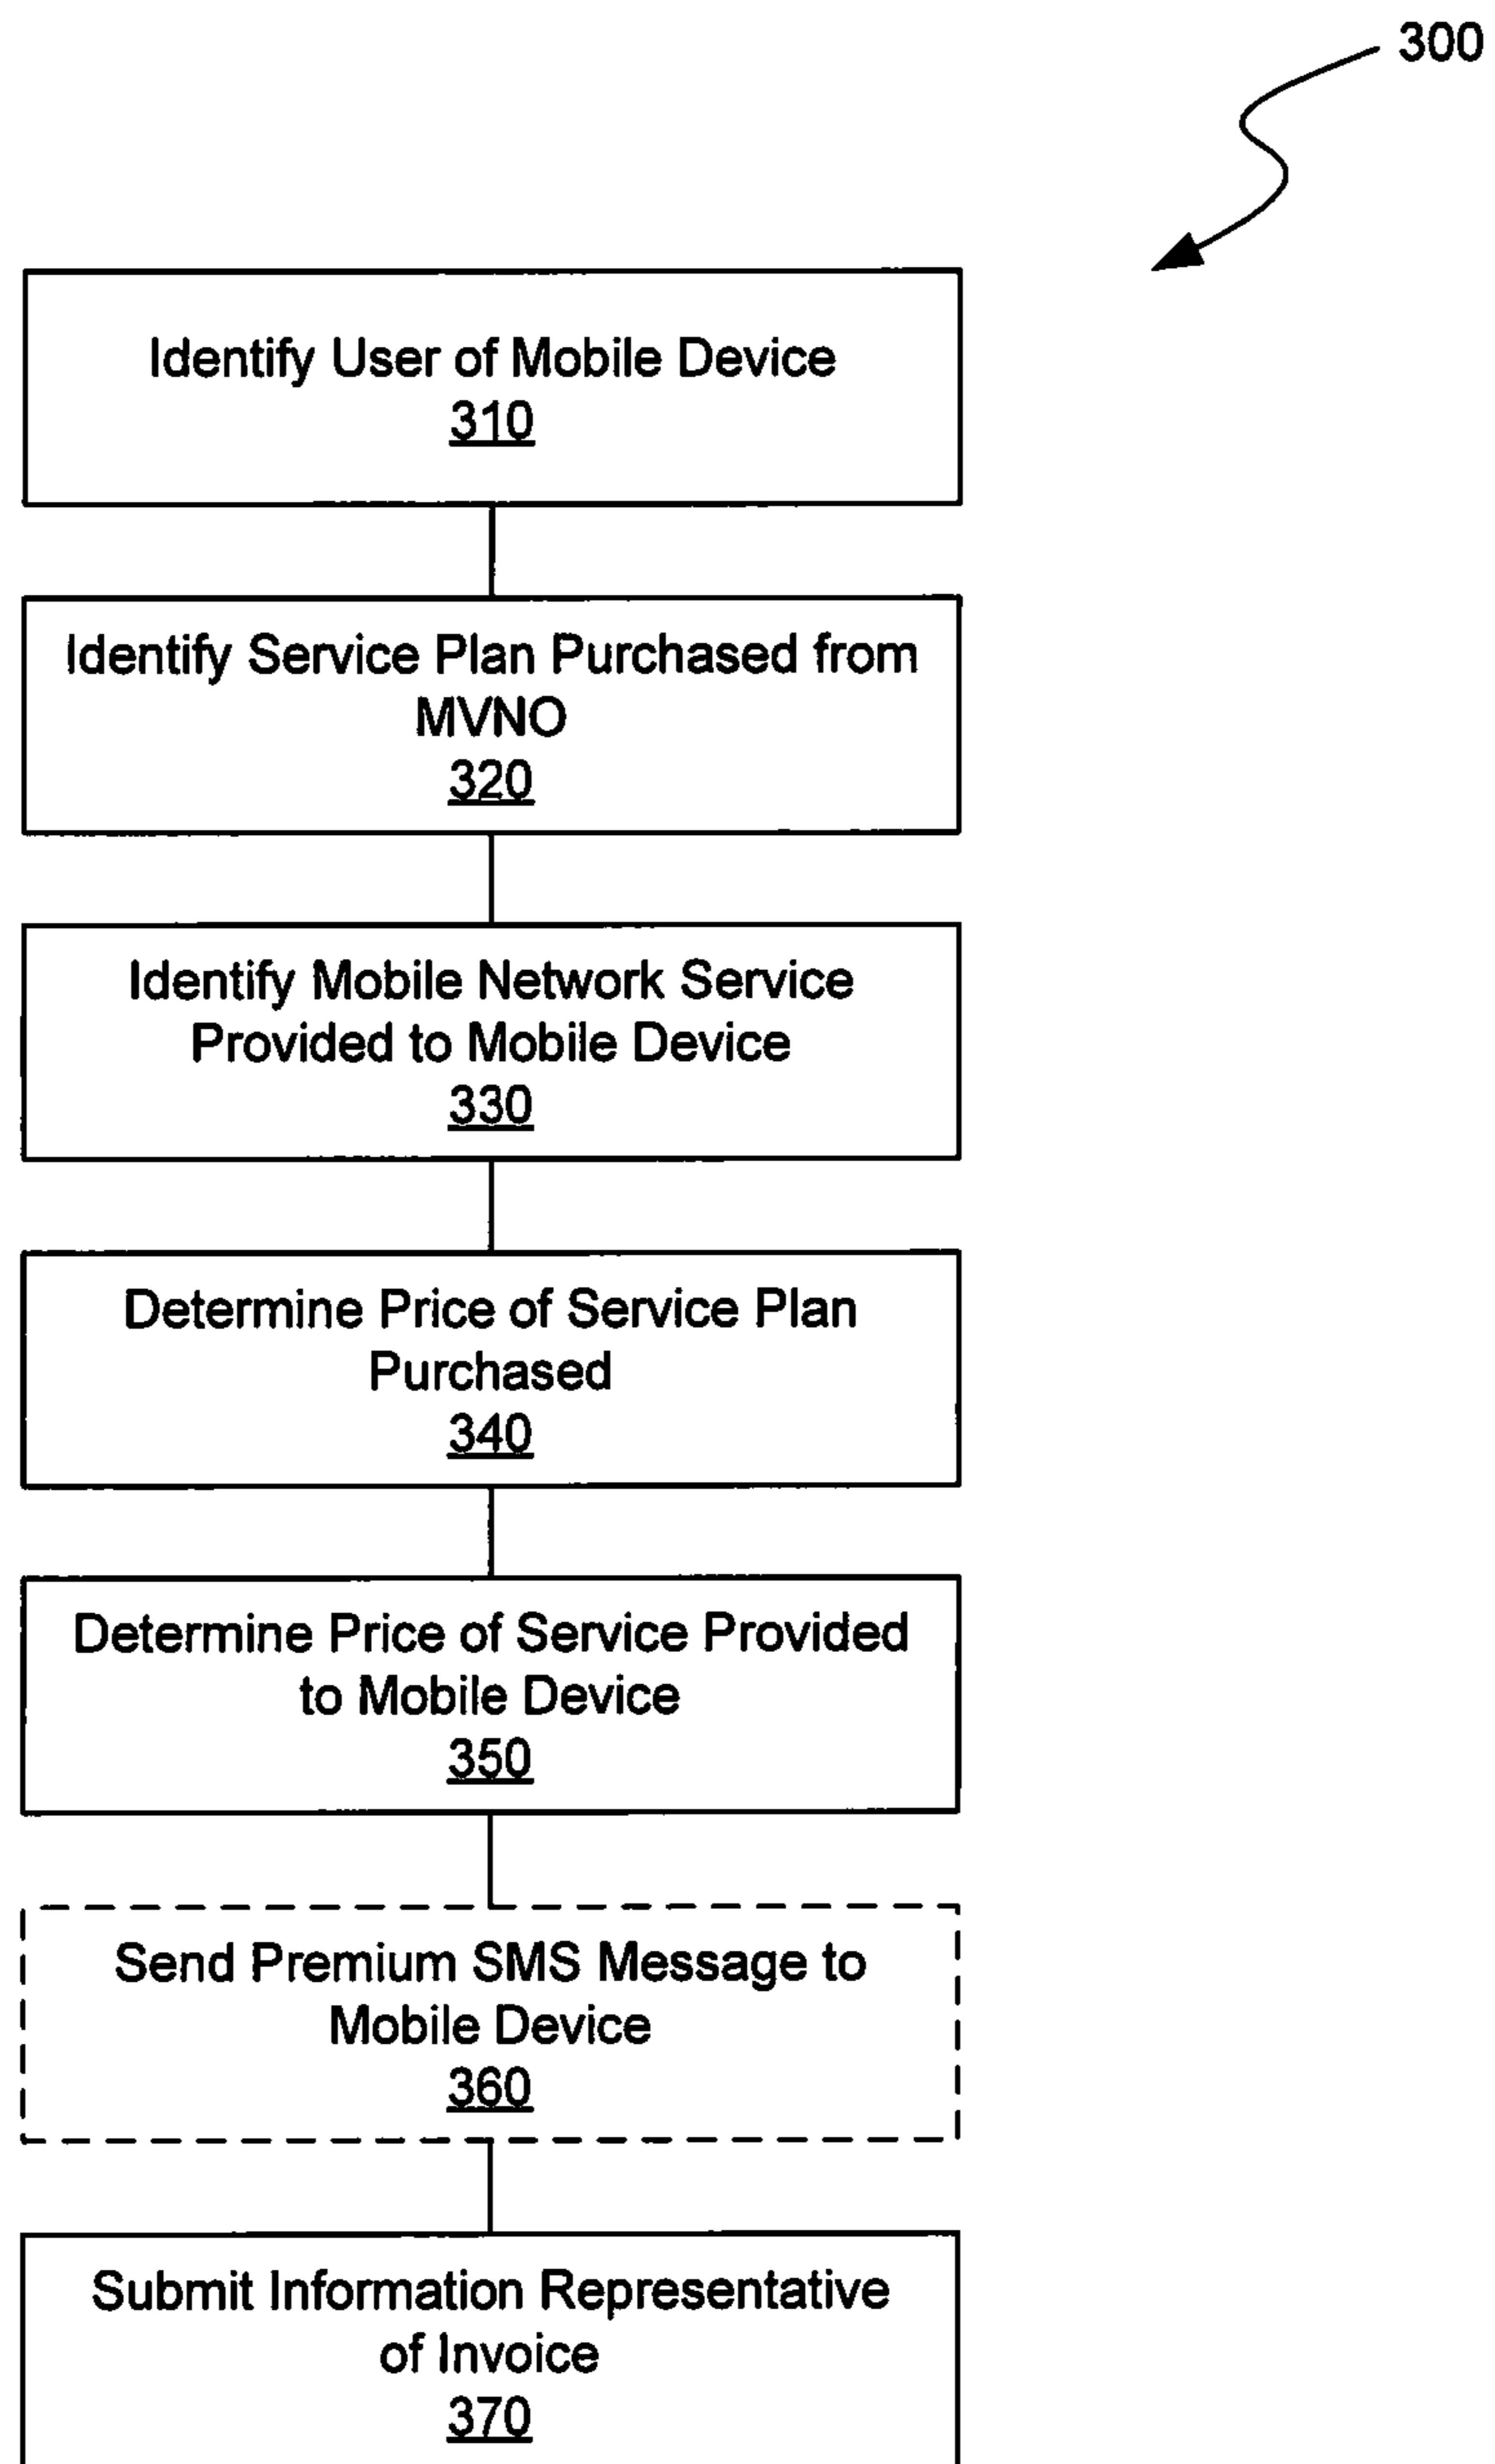 300
Identify User of Mobile Device
310
Identify Service Plan Purchased from
MVNO
320
Identify Mobile Network Service
Provided to Mobile Device
330
Determine Price of Service Plan
Purchased
340
Determine Price of Service Provided
to Mobile Device
350
Send Premium SMS Message to
Mobile Device
360
Submit Information Representative
of Invoice
370